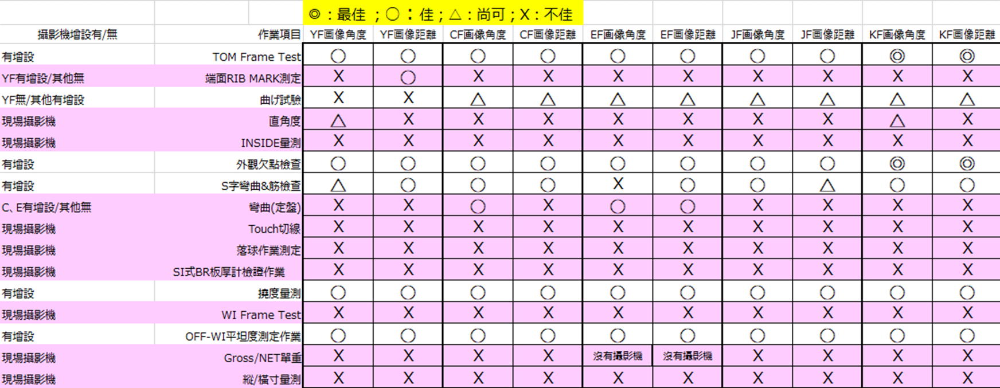 ◎：最佳 ；○：佳；△：尚可；X：不佳
攝影機增設有/無 作業項目 YF画像角度 YF画像距離 CF画像角度 CF画像距離 EF画像角度 EF画像距離 JF画像角度 JF画像距離 KF画像角度 KF画像距離
有增設 TOM Frame Test ○ ○ ○ ○ ○ ○ ○ ○ ◎ ◎
YF有增設/其他無 端面RIB MARK測定 X ○ X X X X X X X X
YF無/其他有增設 曲げ試驗 X X △ △ △ △ △ △ △ △
現場攝影機 直角度 △ X X X X X X X △ X
現場攝影機 INSIDE量測 X X X X X X X X X X
有增設 外觀欠點檢查 ○ ○ ○ ○ ○ ○ ○ ○ ◎ ◎
有增設 S字彎曲&筋檢查 △ ○ ○ ○ X ○ ○ △ ○ ○
C、E有增設/其他無 彎曲(定盤) X X ○ X ○ ○ X X X X
現場攝影機 Touch切線 X X X X X X X X X X
現場攝影機 落球作業測定 X X X X X X X X X X
現場攝影機 SI式BR板厚計檢證作業 X X X X X X X X X X
有增設 撓度量測 ○ ○ ○ ○ ○ ○ ○ ○ ○ ○
現場攝影機 WI Frame Test X X X X X X X X X X
有增設 OFF-WI平坦度測定作業 ○ ○ ○ ○ ○ ○ ○ ○ ○ ○
現場攝影機 Gross/NET單重 X X X X 沒有攝影機 沒有攝影機 X X X X
現場攝影機 縱/橫寸量測 X X X X X X X X X X